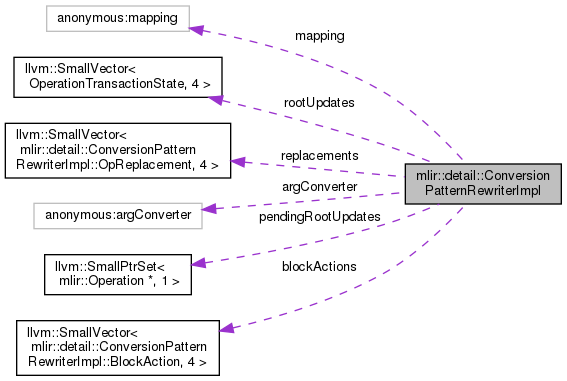 anonymous:mapping
mapping
llvm::SmallVector<
OperationTransactionState, 4 >
rootUpdates
llvm::SmallVector<
mlir::detail::ConversionPattern
RewriterImpl::OpReplacement, 4 >
replacements
mlir::detail::Conversion
PatternRewriterImpl
argConverter
anonymous:argConverter
pendingRootUpdates
llvm::SmallPtrSet<
mlir::Operation *, 1 >
blockActions
llvm::SmallVector<
mlir::detail::ConversionPattern
RewriterImpl::BlockAction, 4 >